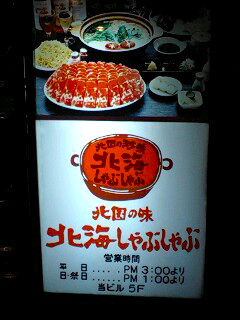 北国の味
北海
しゃぶしゃぶ
北国の味
北海しゃぶしゃぶ
営業時間
平日‥‥‥PM 3:00より
日・祭日‥‥‥PM 1:00より
当ビル 5F